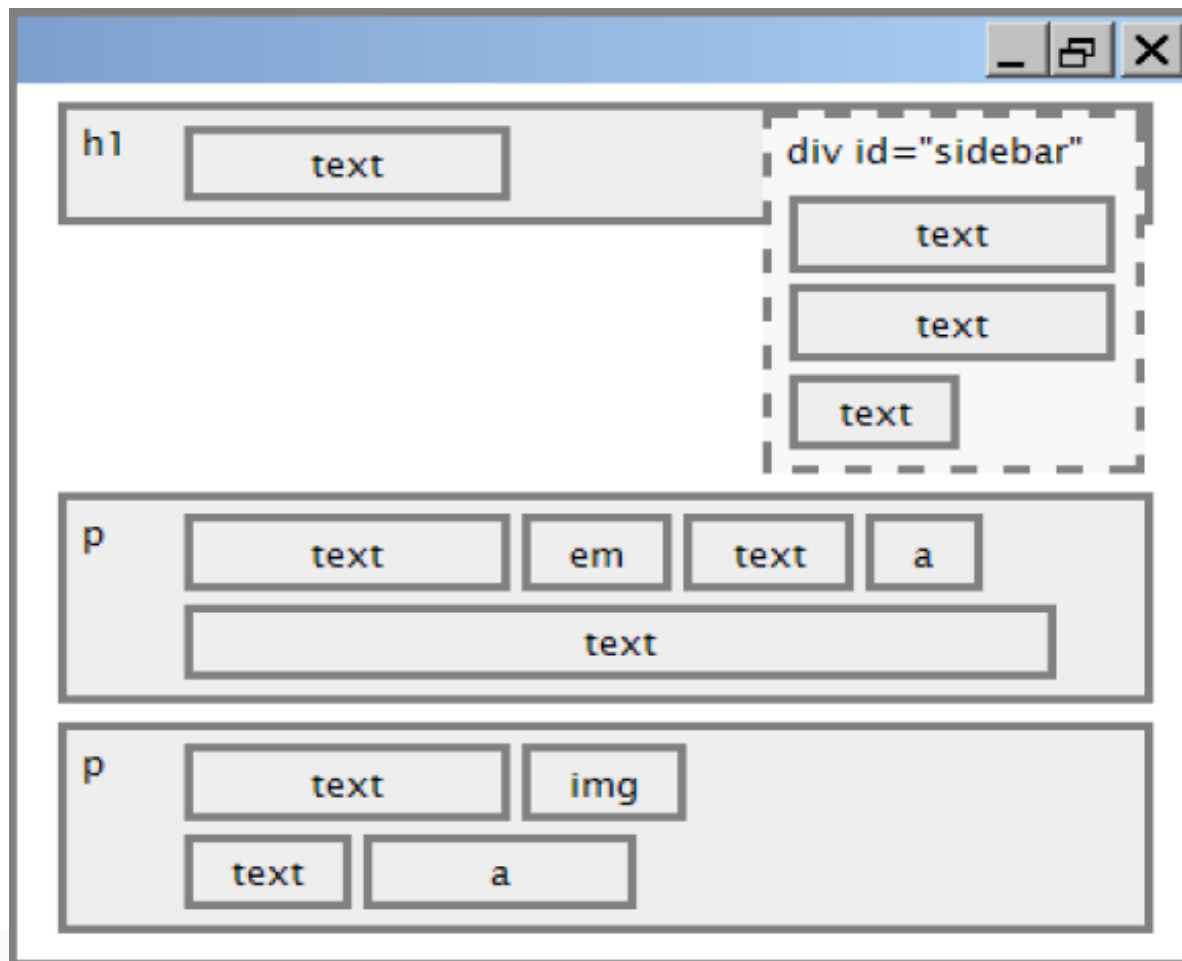 h1 text
div id="sidebar"
text
text
text
p text em text a
text
p text img
text a